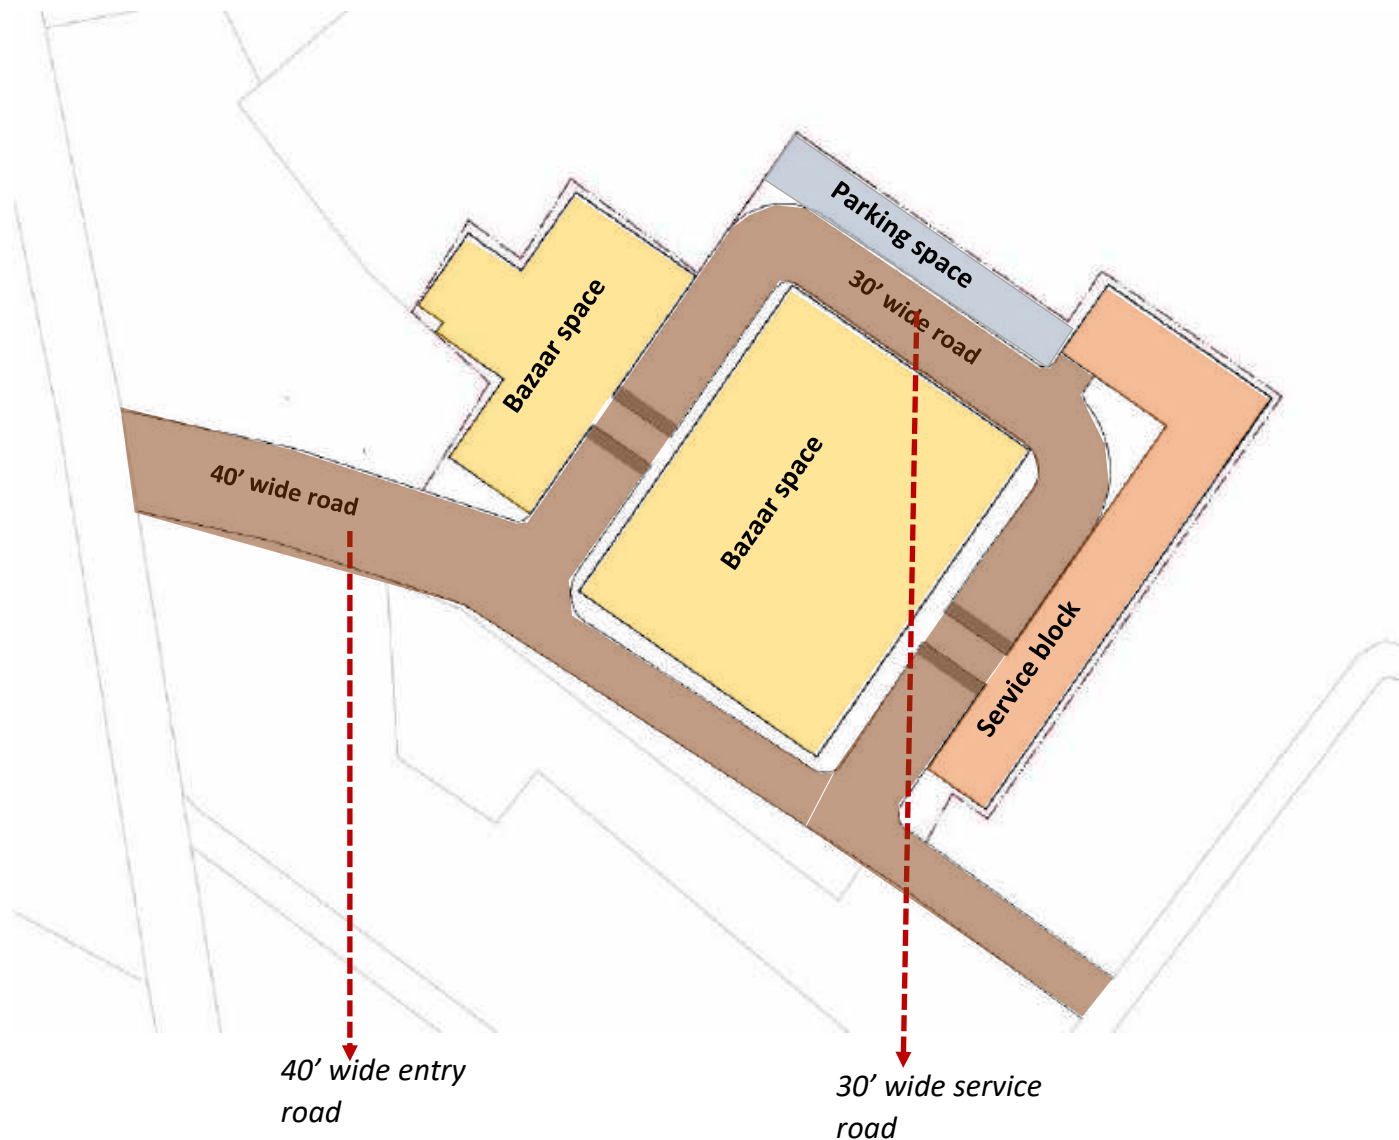 Parking space
30’ wide road
Bazaar space
Bazaar space
40’ wide road
Service block
40’ wide entry
road
30’ wide service
road